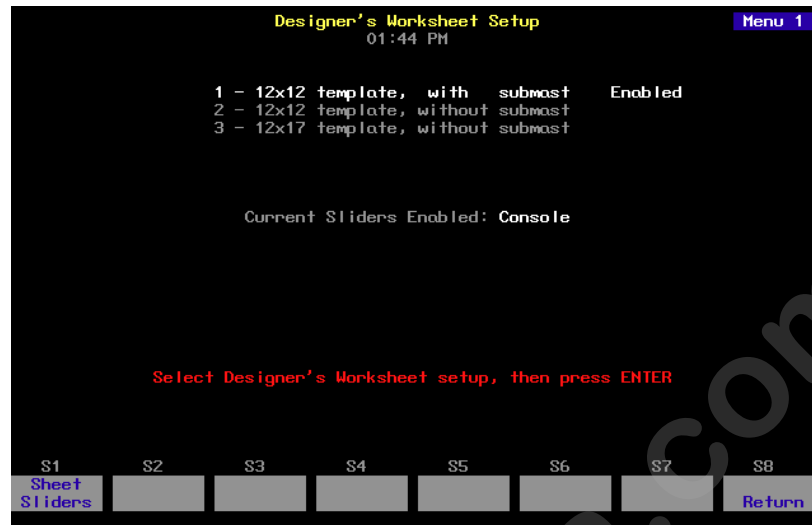 Designer's Worksheet Setup Menu 1
01:44 PM
1 - 12x12 template, with submast Enabled
2 - 12x12 template, without submast
3 - 12x17 template, without submast
Current Sliders Enabled: Console
Select Designer's Worksheet setup, then press ENTER
S1 S2 S3 S4 S5 S6 S7 S8
Sheet
Sliders Return